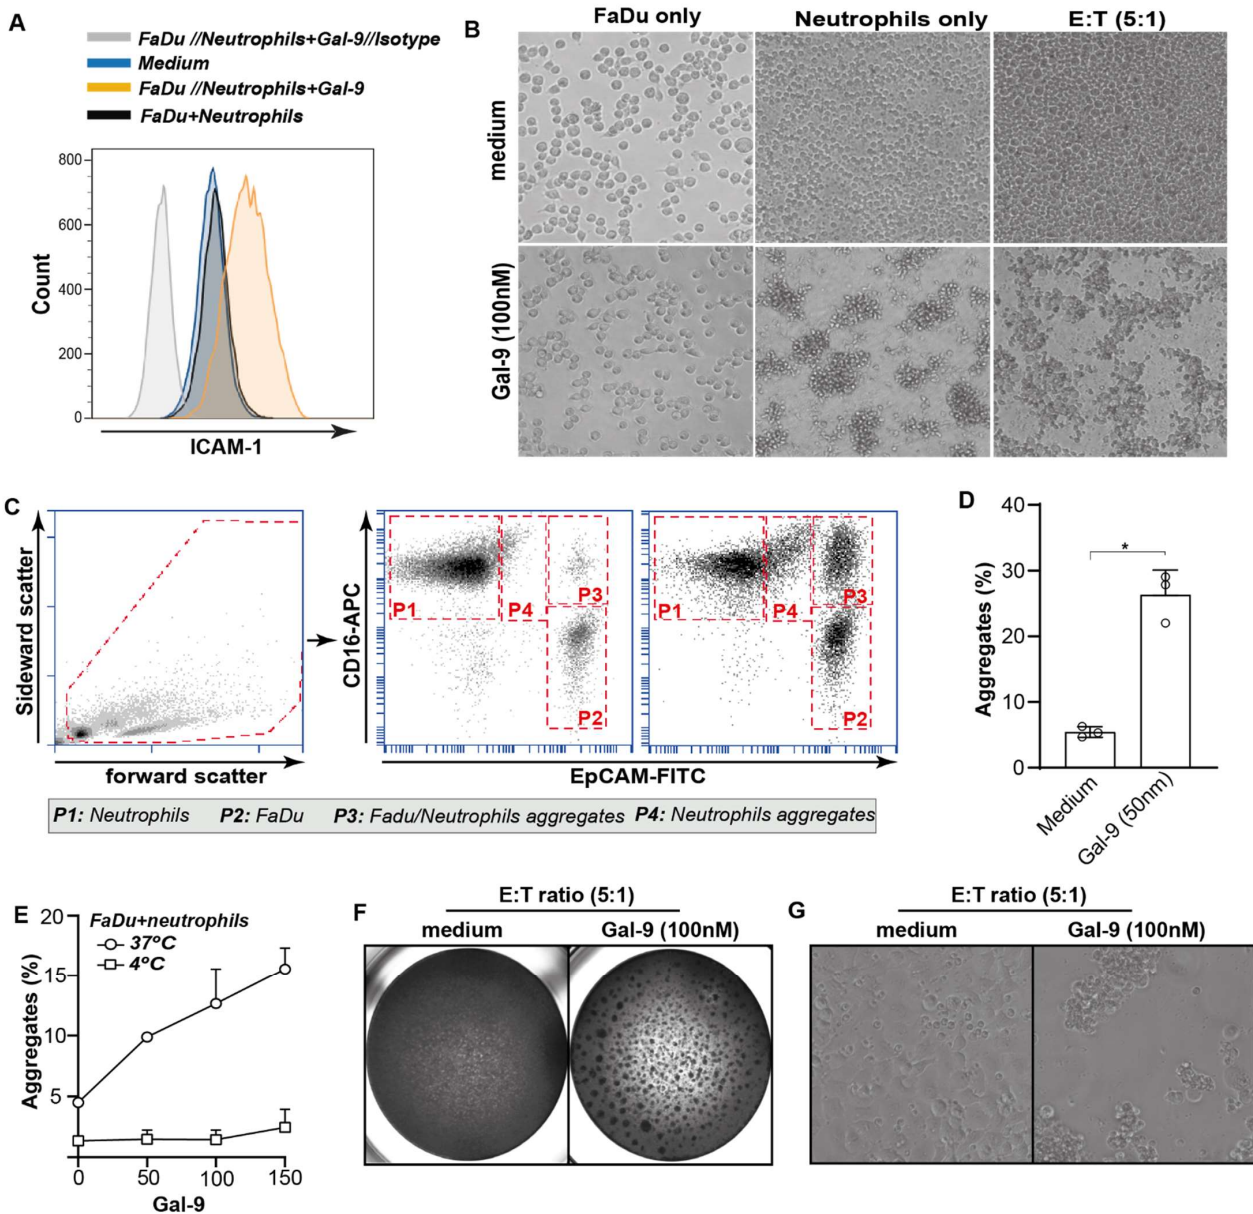 A
FaDu //Neutrophils+Gal-9//Isotype
Medium
FaDu //Neutrophils+Gal-9
FaDu+Neutrophils
800
600
400
200
0
Count
ICAM-1
B
FaDu only
Neutrophils only
E:T (5:1)
medium
Gal-9 (100nM)
C
Sideward scatter
forward scatter
CD16-APC
P1
P4
P3
P2
P1
P4
P3
P2
EpCAM-FITC
P1: Neutrophils P2: FaDu P3: Fadu/Neutrophils aggregates P4: Neutrophils aggregates
D
Aggregates (%)
40
30
20
10
0
*
Medium
Gal-9 (50nm)
E
FaDu+neutrophils
37ºC
4ºC
Aggregates (%)
20
15
10
5
0 50 100 150
Gal-9
F
E:T ratio (5:1)
medium
Gal-9 (100nM)
G
E:T ratio (5:1)
medium
Gal-9 (100nM)